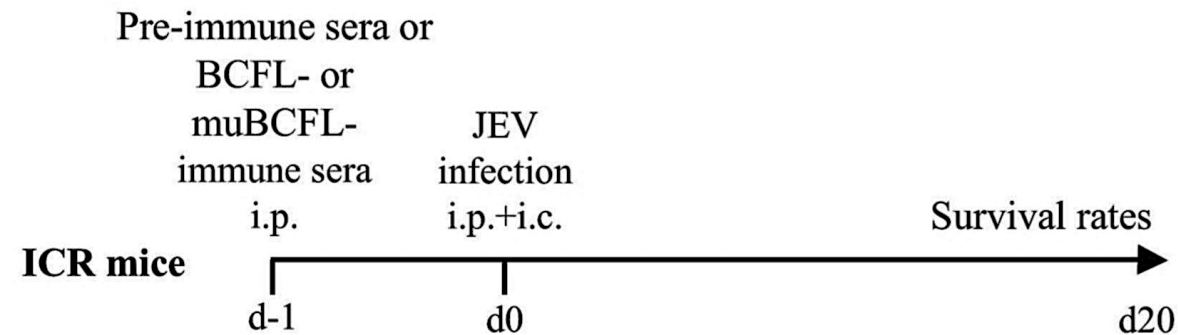 Pre-immune sera or
BCFL- or
muBCFL-
immune sera
i.p.
JEV
infection
i.p.+i.c.
Survival rates
ICR mice
d-1
d0
d20